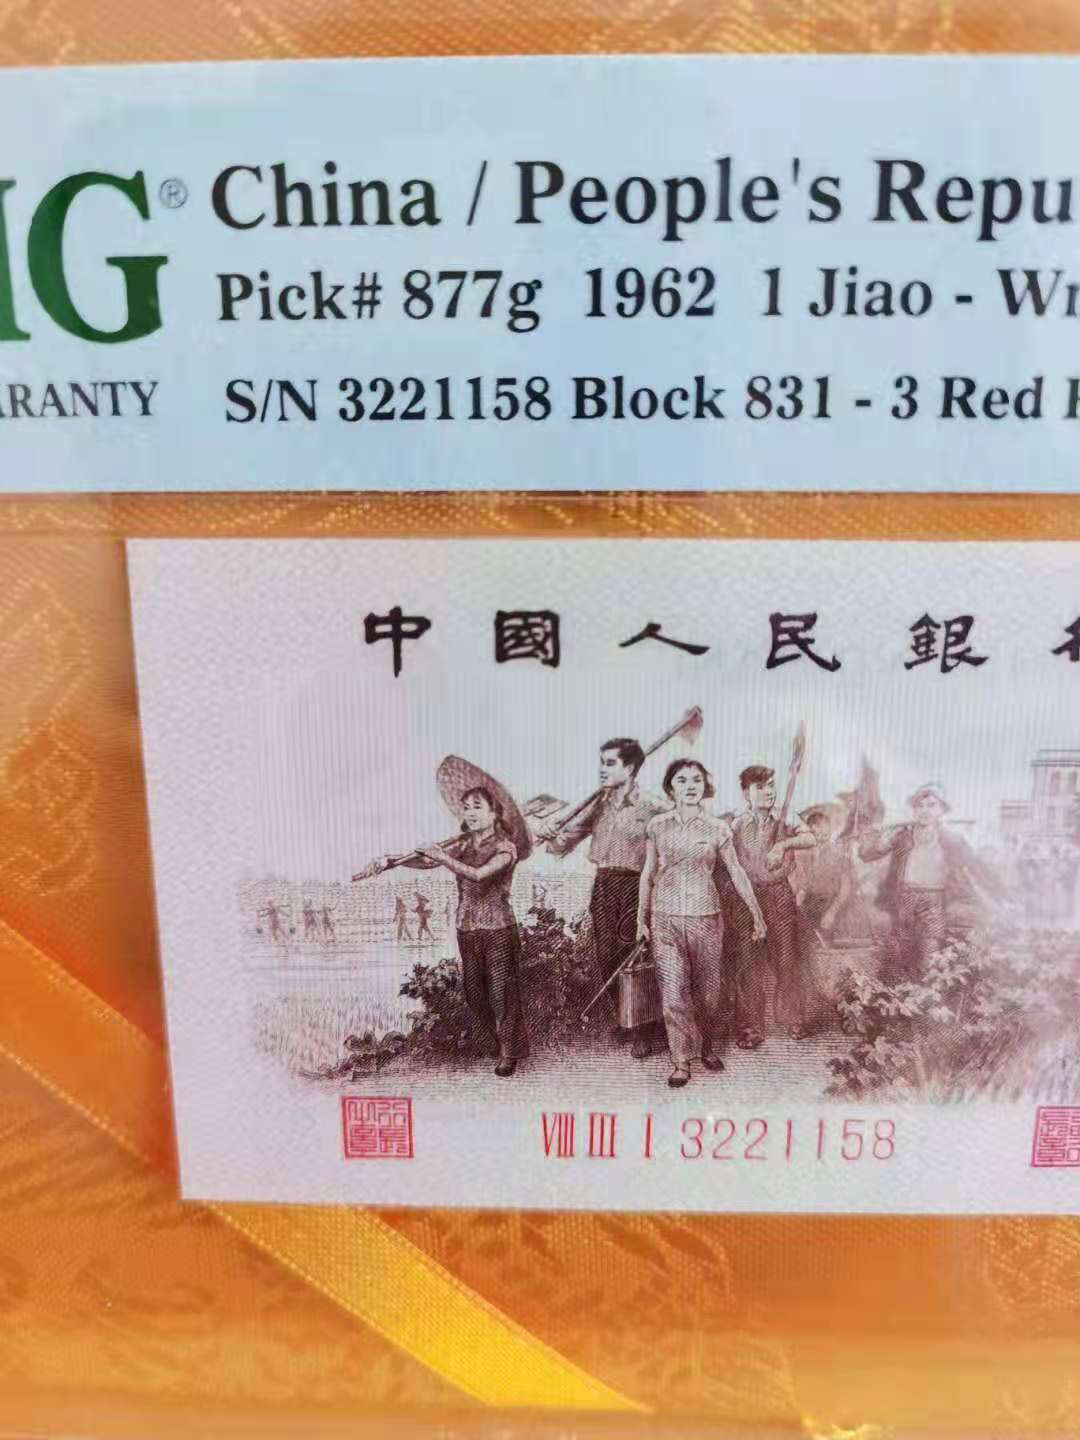 G® China / People's Repu
Pick# 877g 1962 1 Jiao - W
ARANTY S/N 3221158 Block 831 - 3 Red
中國人民銀
VIII III I 3221158